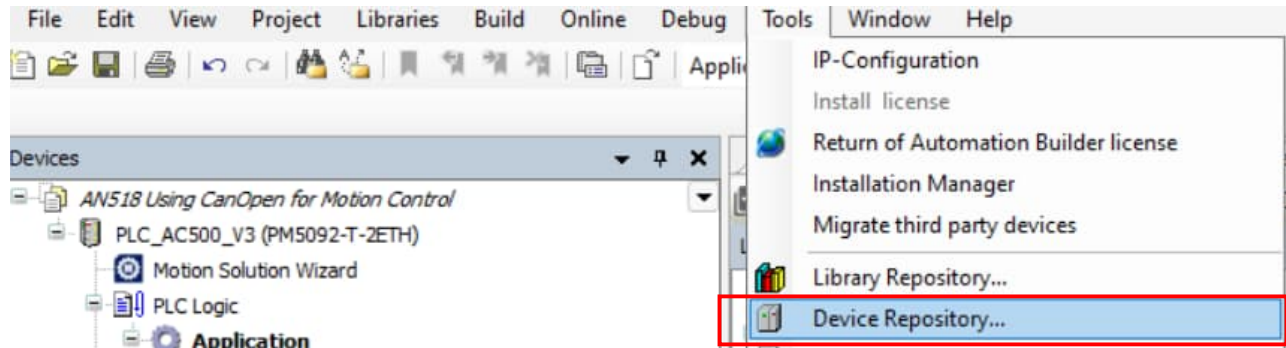 File Edit View Project Libraries Build Online Debug Tools Window Help
IP-Configuration
Install license
Return of Automation Builder license
Installation Manager
Migrate third party devices
Library Repository...
Device Repository...
Devices
AN518 Using CanOpen for Motion Control
PLC_AC500_V3 (PM5092-T-2ETH)
Motion Solution Wizard
PLC Logic
Application